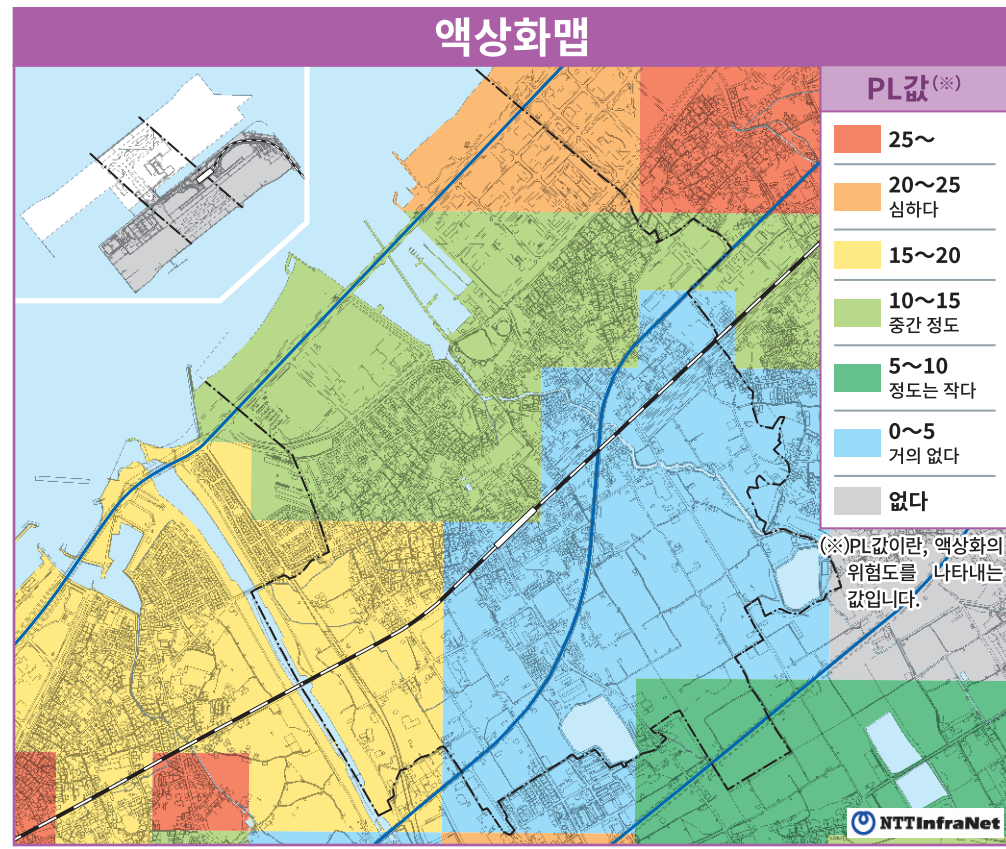 액상화맵
PL값(※)
25～
20～25
심하다
15～20
10～15
중간 정도
5～10
정도는 작다
0～5
거의 없다
없다
(※)PL값이란, 액상화의
위험도를 나타내는
값입니다.
NTTInfraNet